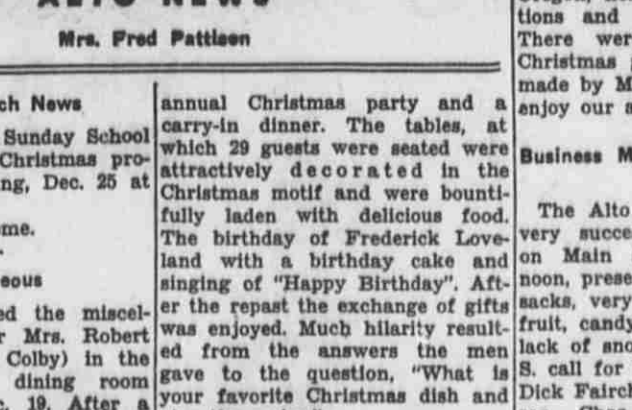 ALTO NEWS
Mrs. Fred Pattison
ch News
Sunday School
Christmas pro-
ng, Dec. 25 at
me.
eous
ed the miscel-
r Mrs. Robert
Colby) in the
dining room
c. 19. After a
annual Christmas party and a
carry-in dinner. The tables, at
which 29 guests were seated were
attractively decorated in the
Christmas motif and were bounti-
fully laden with delicious food.
The birthday of Frederick Love-
land with a birthday cake and
singing of "Happy Birthday". Aft-
er the repast the exchange of gifts
was enjoyed. Much hilarity result-
ed from the answers the men
gave to the question, "What is
your favorite Christmas dish and
tions and
There wer
Christmas
made by M
enjoy our a
Business M
The Alto
very succe
on Main
noon, prese
sacks, very
fruit, candy
lack of sno
S. call for
Dick Fairch